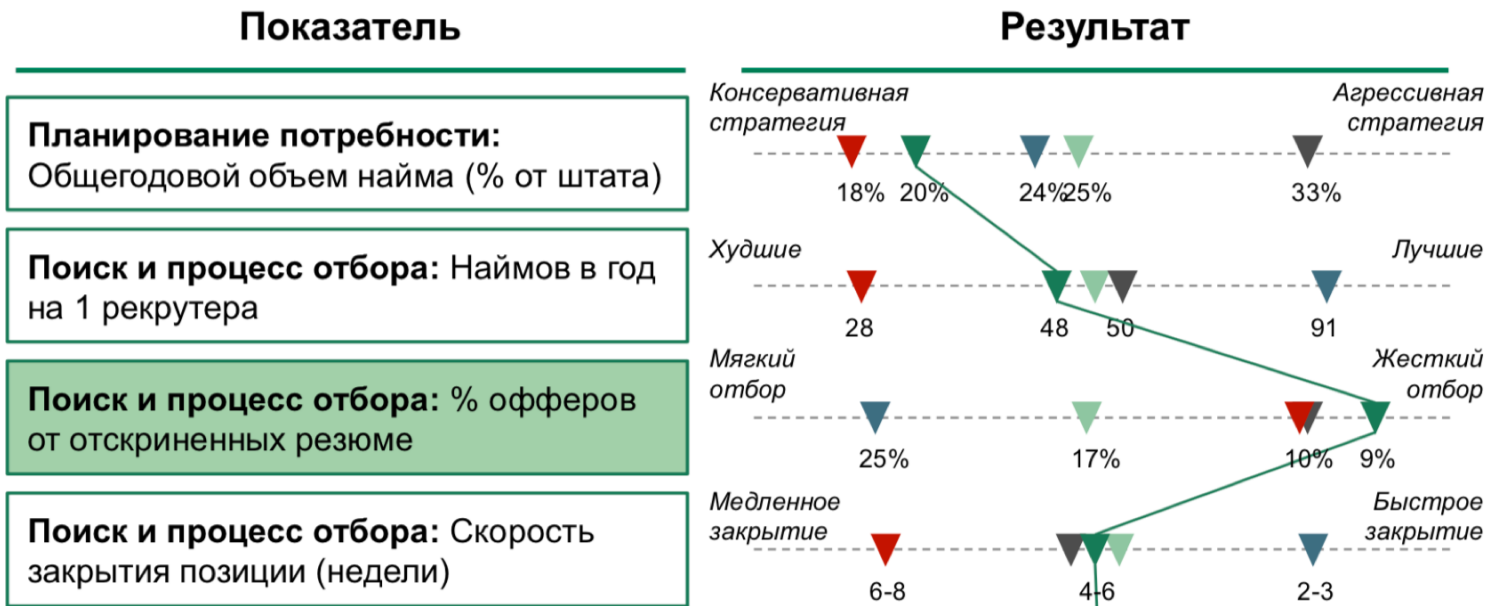 Показатель
Результат
Планирование потребности:
Общегодовой объем найма (% от штата)
Консервативная
стратегия
Агрессивная
стратегия
18% 20% 24% 25% 33%
Поиск и процесс отбора: Наймов в год
на 1 рекрутера
Худшие
Лучшие
28 48 50 91
Поиск и процесс отбора: % офферов
от отскриненных резюме
Мягкий
отбор
Жесткий
отбор
25% 17% 10% 9%
Поиск и процесс отбора: Скорость
закрытия позиции (недели)
Медленное
закрытие
Быстрое
закрытие
6-8 4-6 2-3